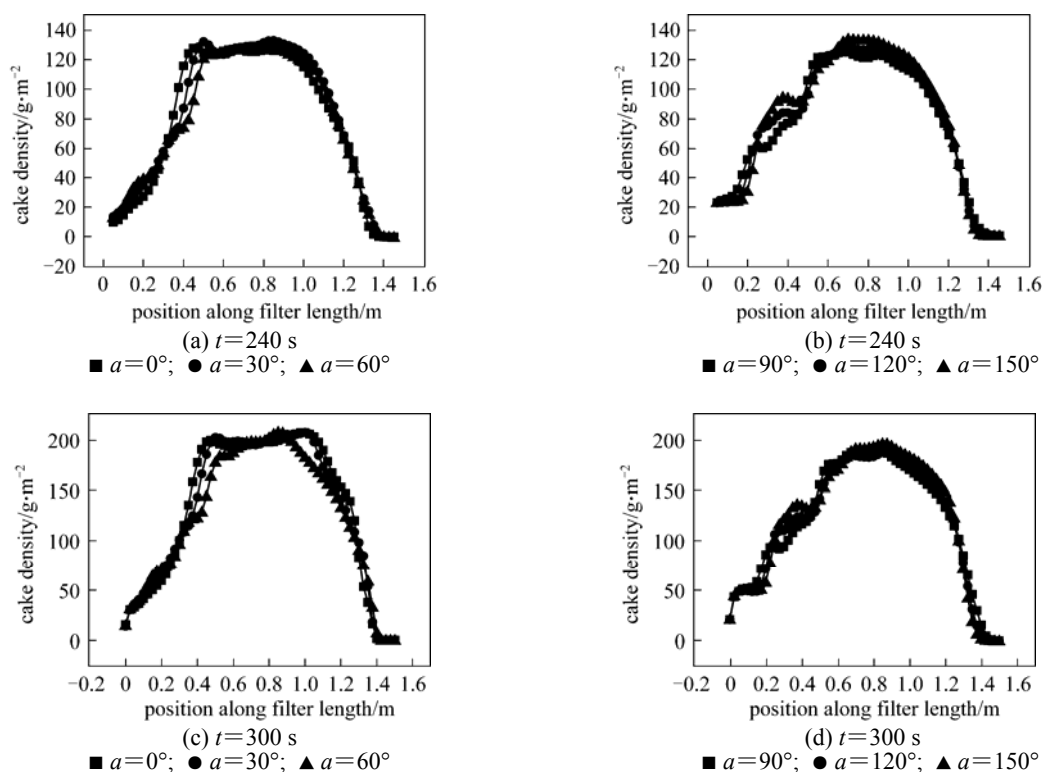 140
120
100
80
60
40
20
0
−20
cake density/g·m⁻²
0 0.2 0.4 0.6 0.8 1.0 1.2 1.4 1.6
position along filter length/m
(a) t=240 s
■ a=0°; ● a=30°; ▲ a=60°
140
120
100
80
60
40
20
0
−20
cake density/g·m⁻²
0 0.2 0.4 0.6 0.8 1.0 1.2 1.4 1.6
position along filter length/m
(b) t=240 s
■ a=90°; ● a=120°; ▲ a=150°
200
150
100
50
0
cake density/g·m⁻²
−0.2 0 0.2 0.4 0.6 0.8 1.0 1.2 1.4 1.6
position along filter length/m
(c) t=300 s
■ a=0°; ● a=30°; ▲ a=60°
200
150
100
50
0
cake density/g·m⁻²
−0.2 0 0.2 0.4 0.6 0.8 1.0 1.2 1.4 1.6
position along filter length/m
(d) t=300 s
■ a=90°; ● a=120°; ▲ a=150°